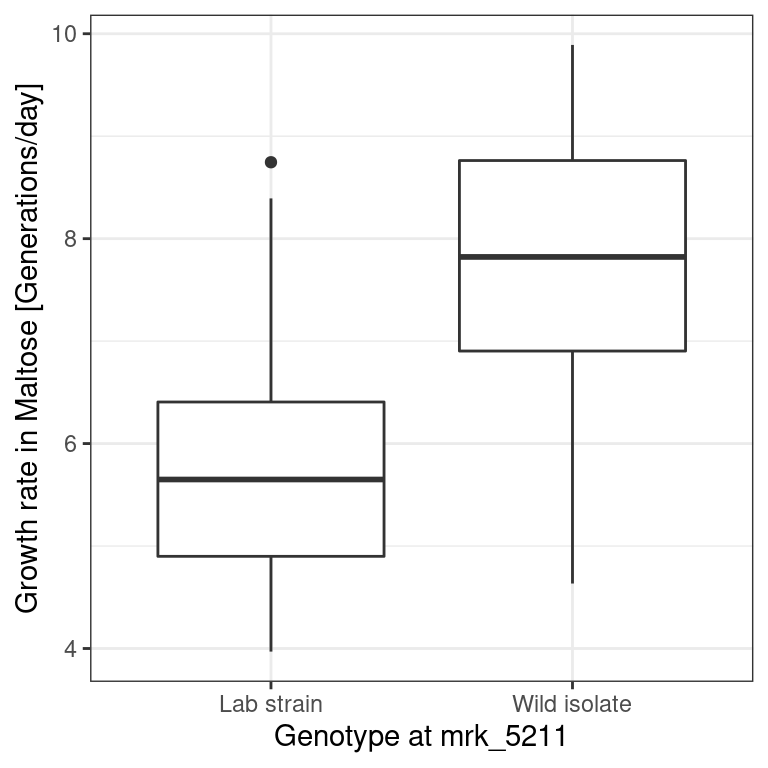 Growth rate in Maltose [Generations/day]
10
8
6
4
Lab strain
Wild isolate
Genotype at mrk_5211